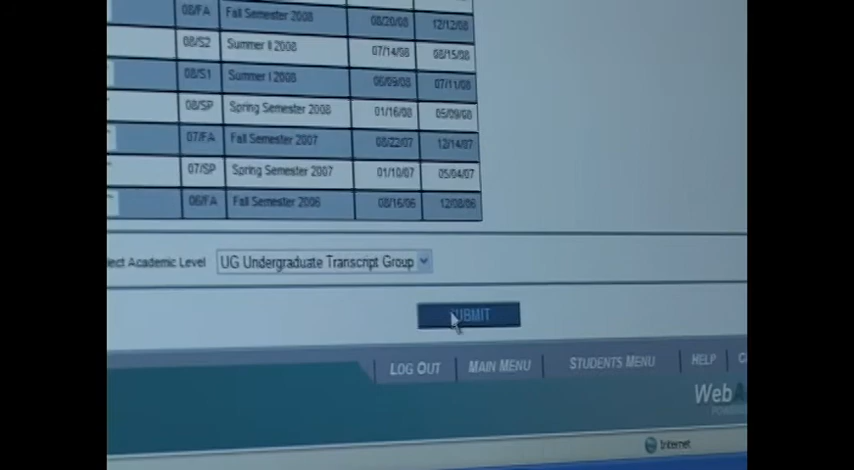 08/FA Fall Semester 2008 08/20/08 12/12/08
08/S2 Summer II 2008 07/14/08 08/15/08
08/S1 Summer I 2008 06/09/08 07/11/08
08/SP Spring Semester 2008 01/16/08 05/09/08
07/FA Fall Semester 2007 08/22/07 12/14/07
07/SP Spring Semester 2007 01/10/07 05/04/07
06/FA Fall Semester 2006 08/16/06 12/08/06
ect Academic Level UG Undergraduate Transcript Group
SUBMIT
LOG OUT MAIN MENU STUDENTS MENU HELP C
WebA
POWERE
Internet